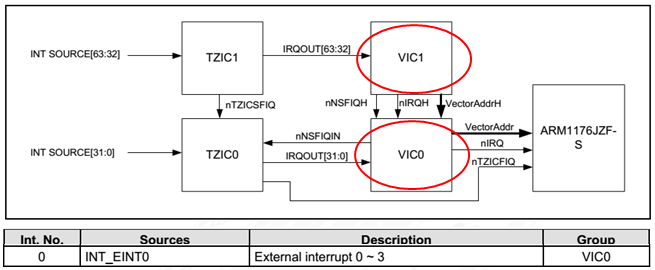 INT SOURCE[63:32]
TZIC1
IRQOUT[63:32]
VIC1
nTZICSFIQ
nNSFIQH
nIRQH
VectorAddrH
INT SOURCE[31:0]
TZIC0
nNSFIQIN
IRQOUT[31:0]
VIC0
VectorAddr
nIRQ
nTZICFIQ
ARM1176JZF-
S
Int. No. Sources Description Group
0 INT_EINT0 External interrupt 0 ~ 3 VIC0